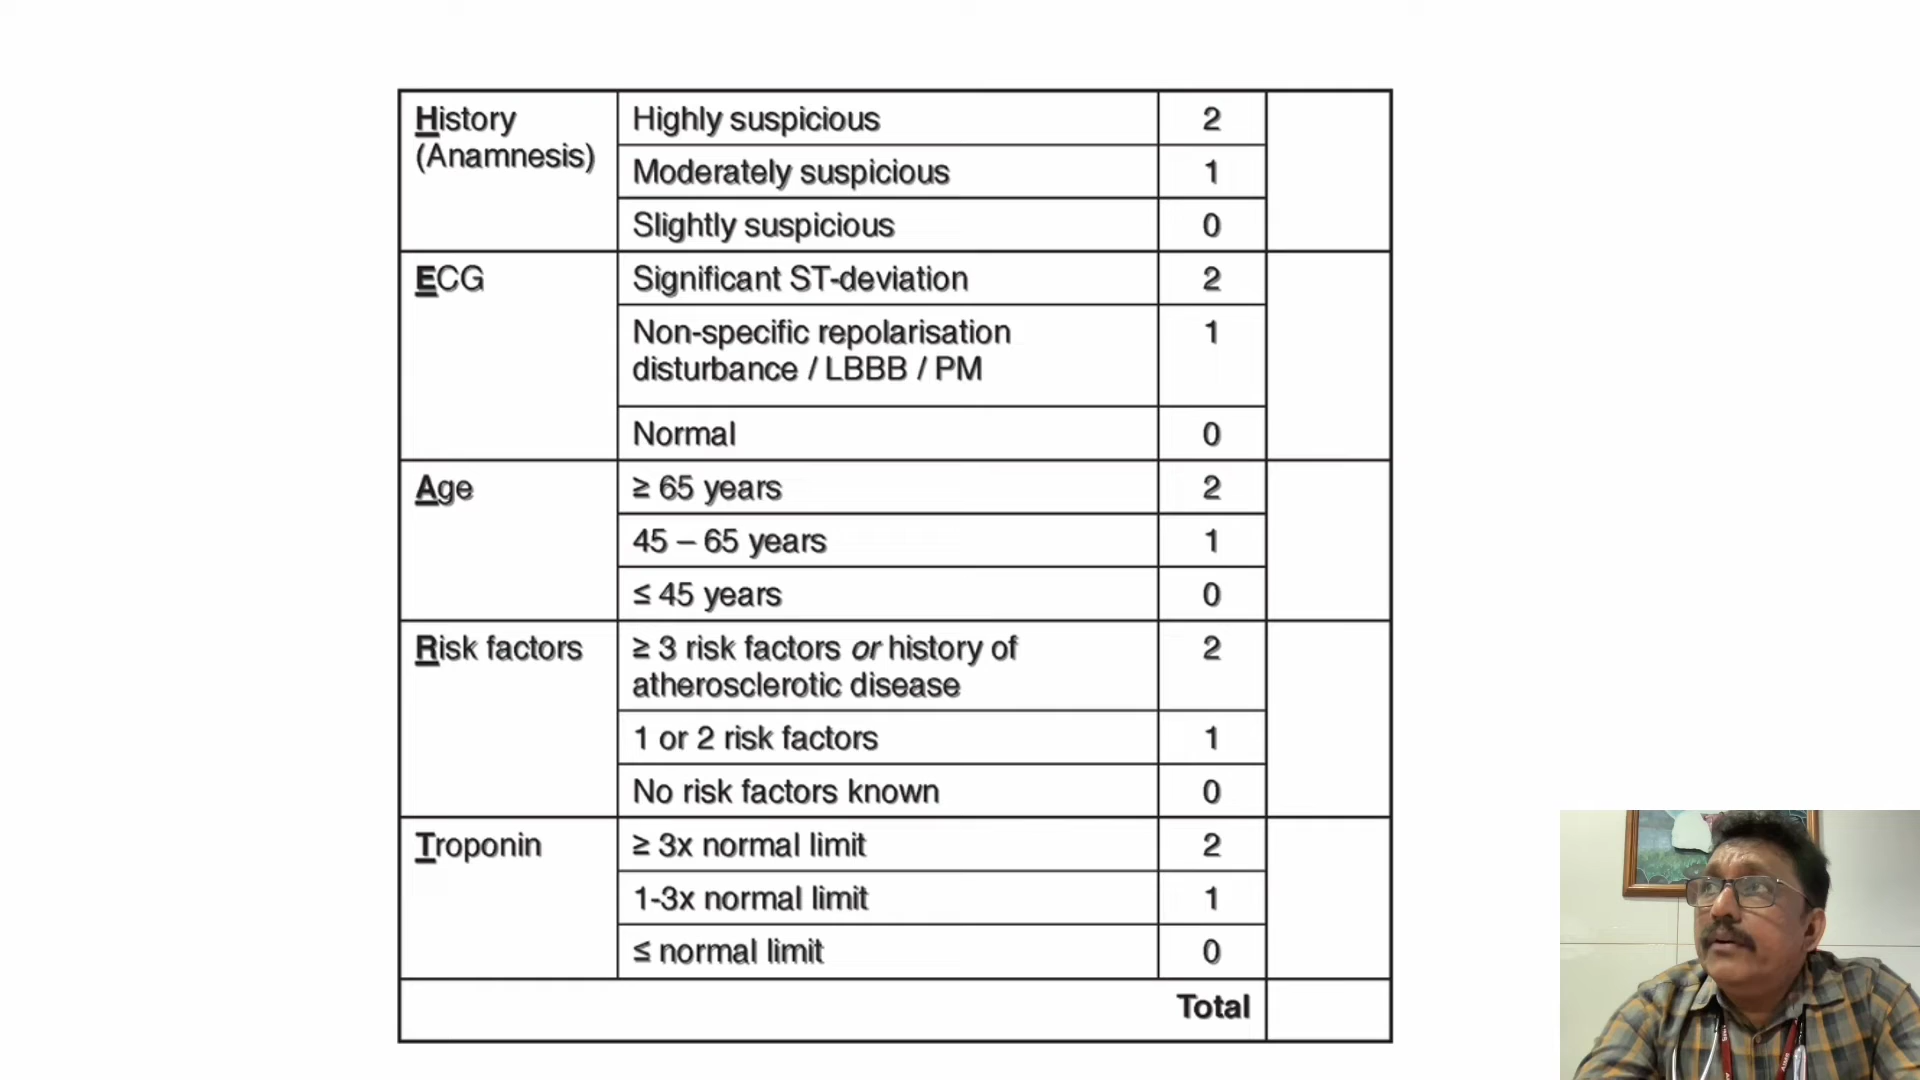 History
(Anamnesis)
Highly suspicious 2
Moderately suspicious 1
Slightly suspicious 0
ECG
Significant ST-deviation 2
Non-specific repolarisation 1
disturbance / LBBB / PM
Normal 0
Age
≥ 65 years 2
45 – 65 years 1
≤ 45 years 0
Risk factors
≥ 3 risk factors or history of 2
atherosclerotic disease
1 or 2 risk factors 1
No risk factors known 0
Troponin
≥ 3x normal limit 2
1-3x normal limit 1
≤ normal limit 0
Total